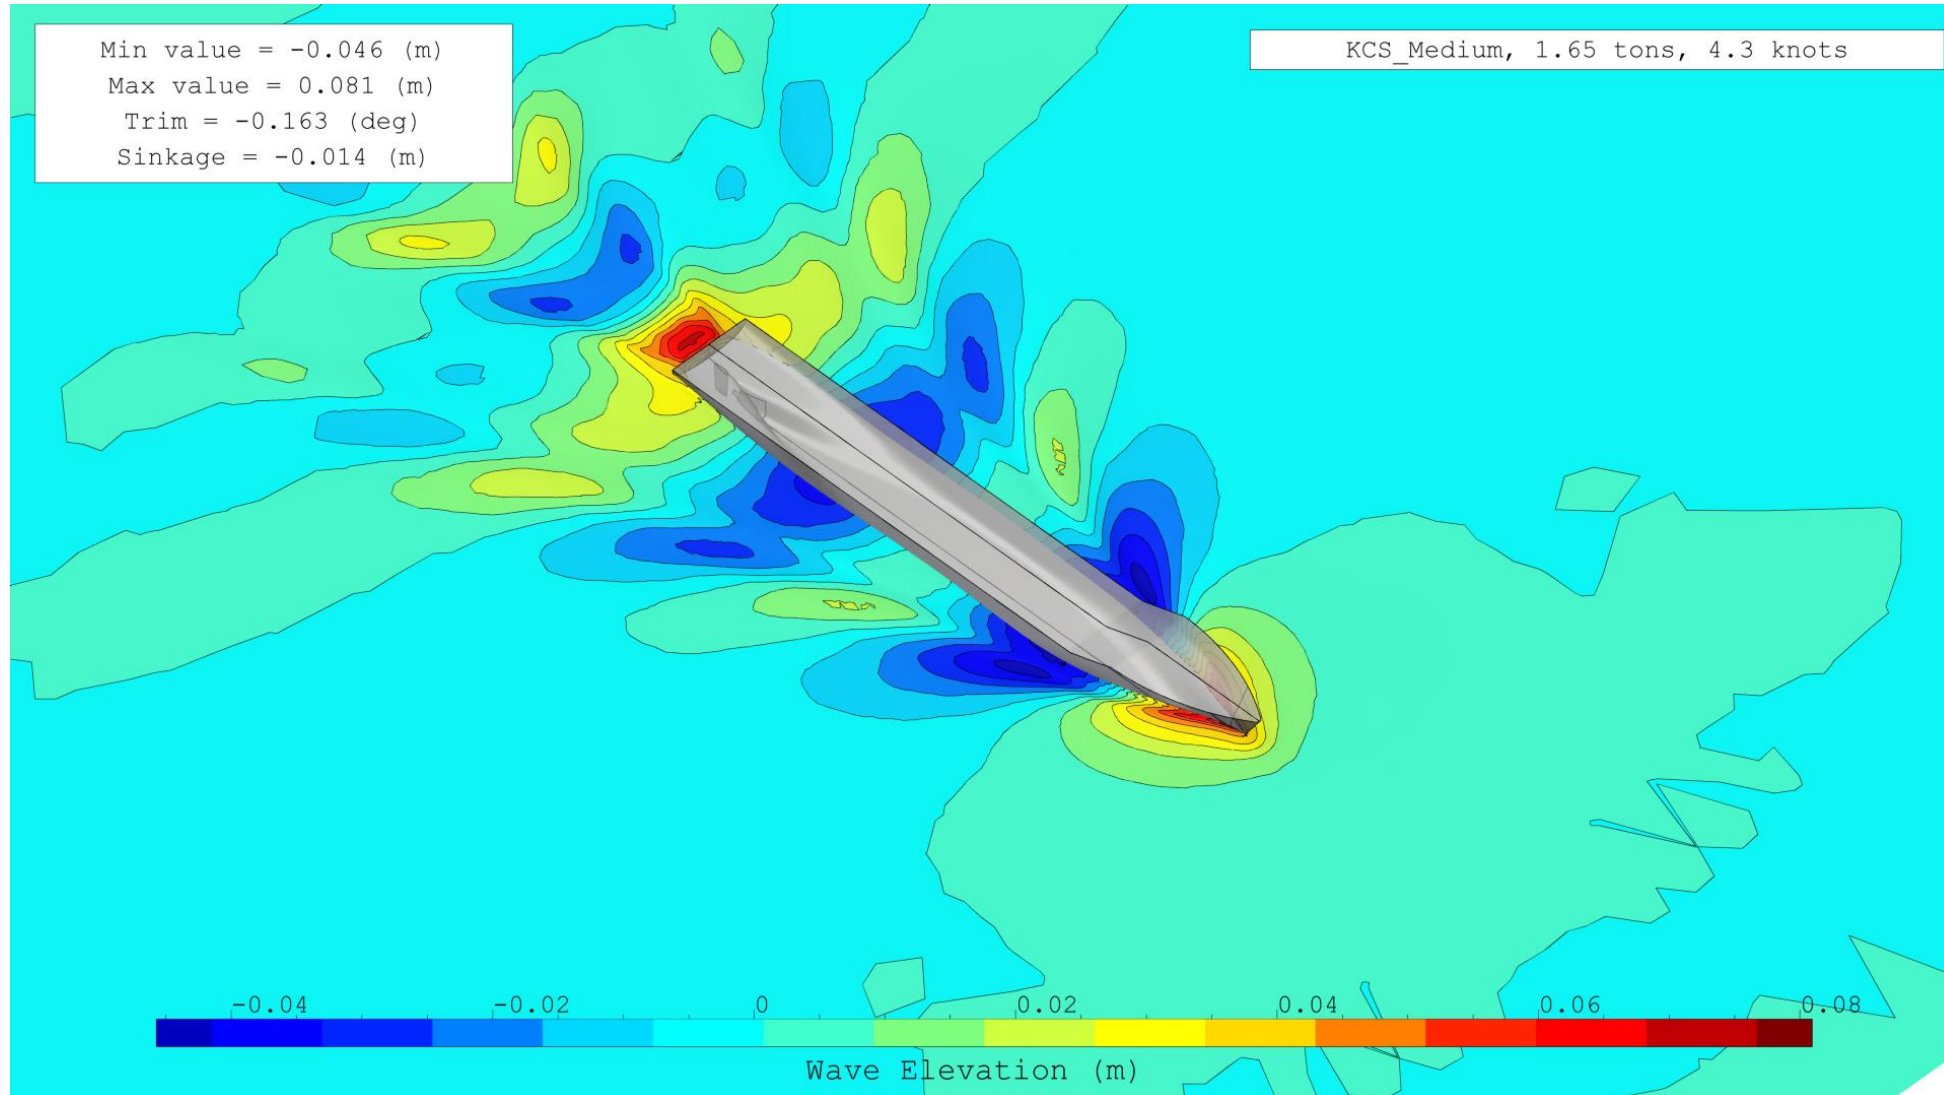 Min value = -0.046 (m)
Max value = 0.081 (m)
Trim = -0.163 (deg)
Sinkage = -0.014 (m)
KCS_Medium, 1.65 tons, 4.3 knots
-0.04 -0.02 0 0.02 0.04 0.06 0.08
Wave Elevation (m)